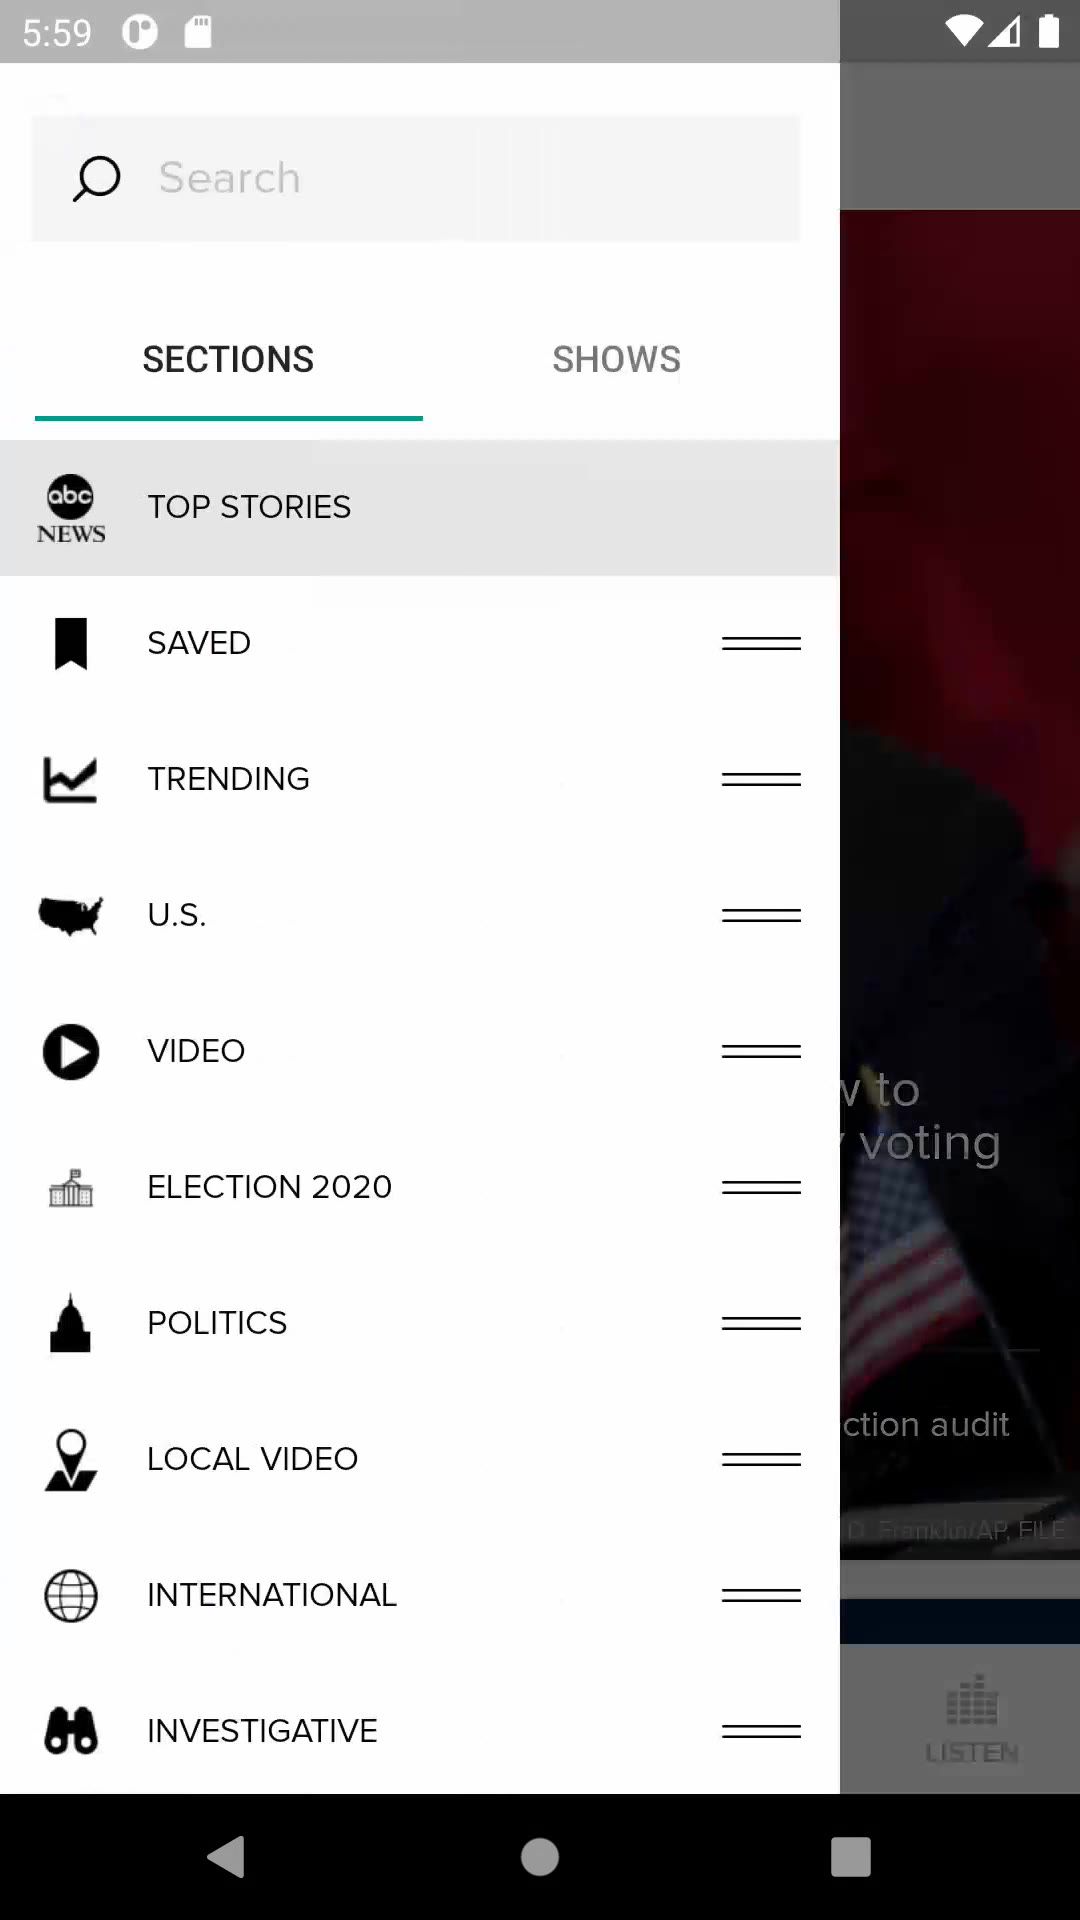 5:59
Search
SECTIONS
SHOWS
abc
NEWS
TOP STORIES
SAVED
TRENDING
U.S.
VIDEO
to
voting
ELECTION 2020
POLITICS
ction audit
LOCAL VIDEO
D. Franklin/AP, FILE
INTERNATIONAL
LISTEN
INVESTIGATIVE